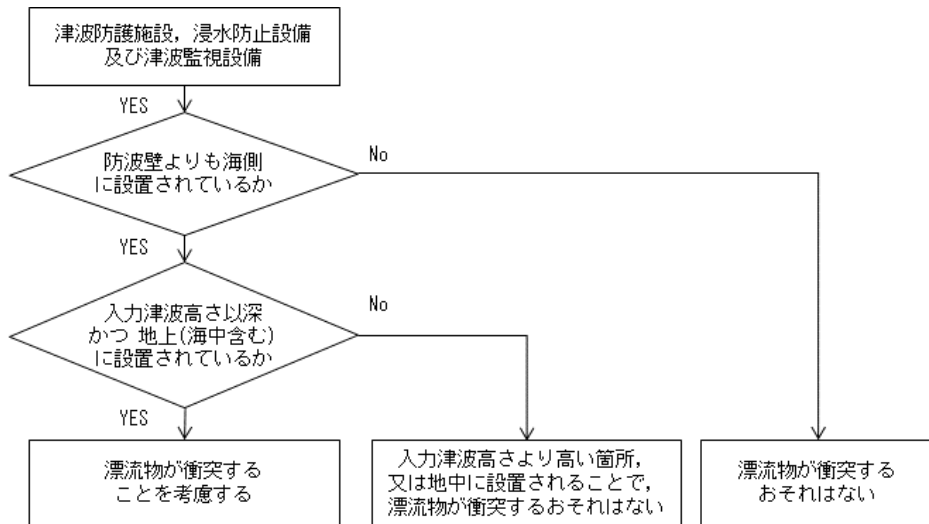 津波防護施設，浸水防止設備
及び津波監視設備
YES
防波壁よりも海側
に設置されているか
No
YES
入力津波高さ以深
かつ 地上(海中含む)
に設置されているか
No
YES
漂流物が衝突する
ことを考慮する
入力津波高さより高い箇所，
又は地中に設置されることで，
漂流物が衝突するおそれはない
漂流物が衝突する
おそれはない